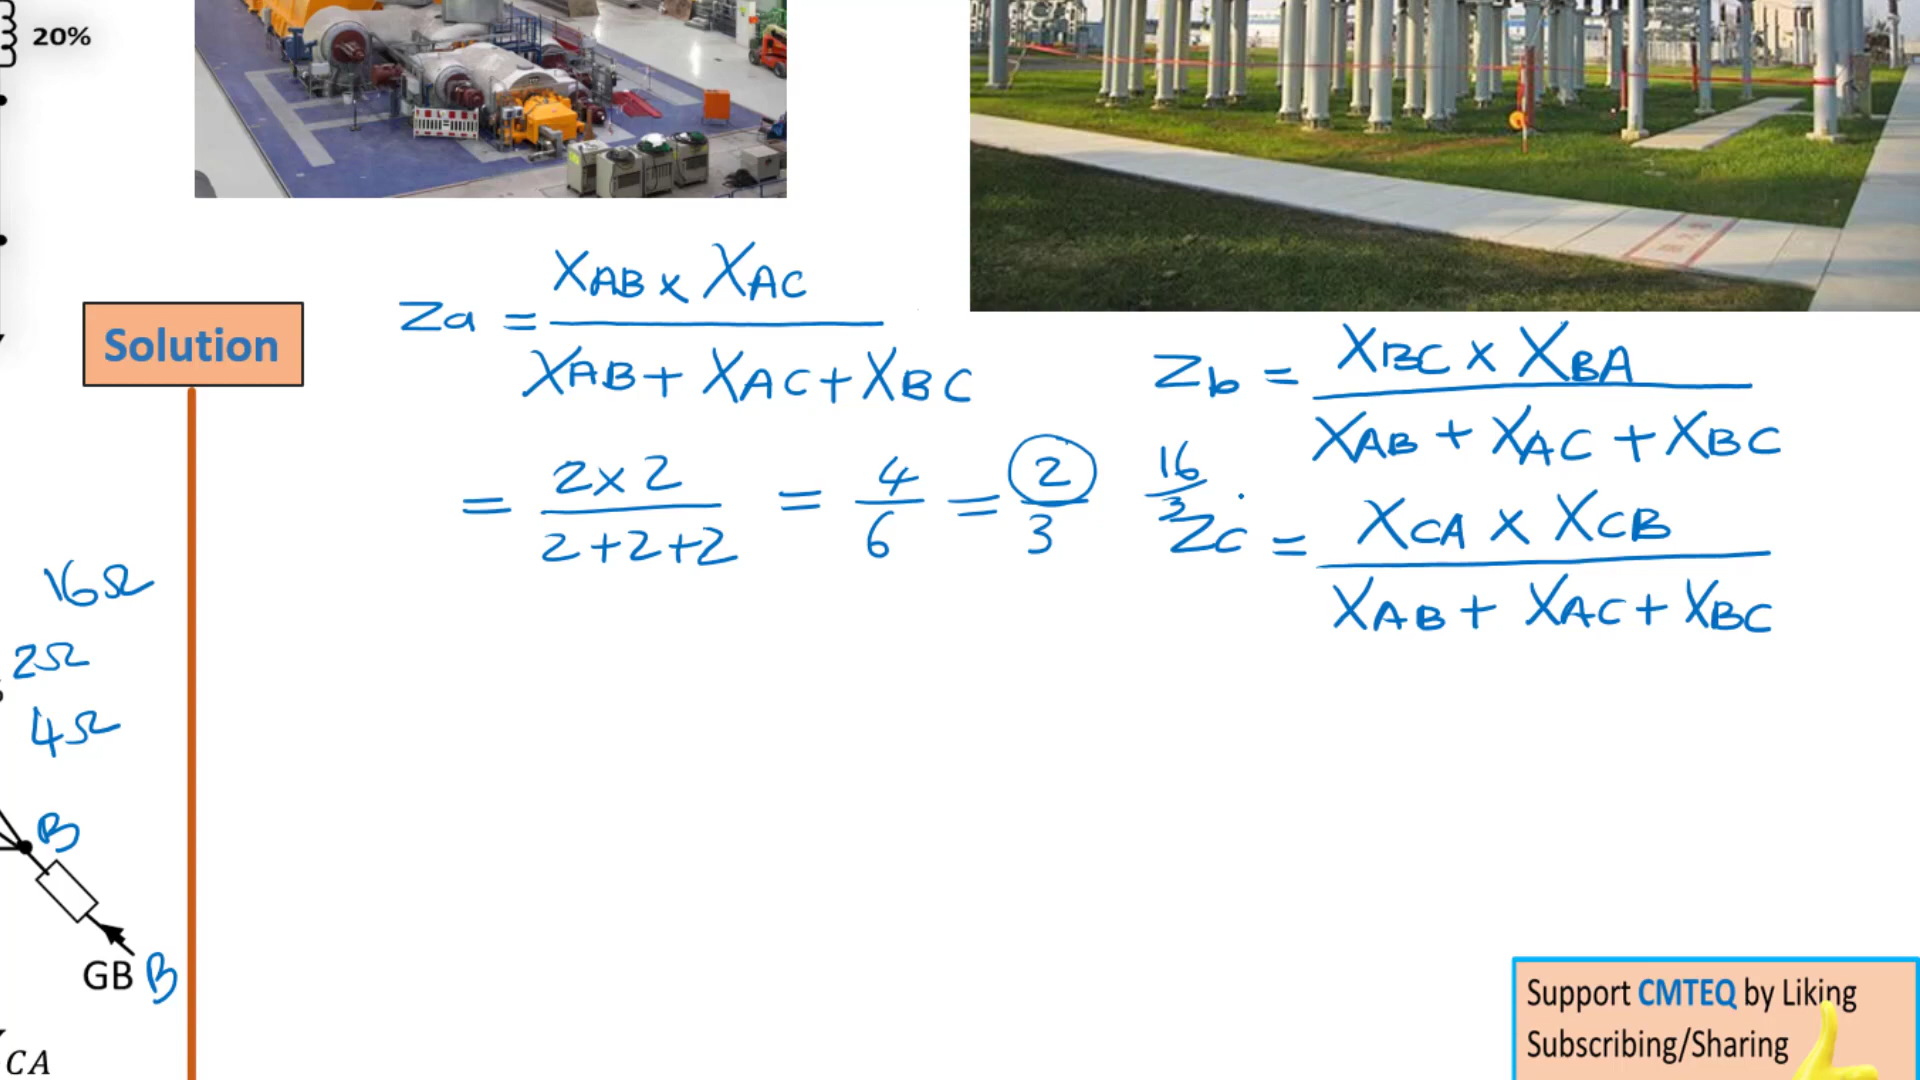 20%
Solution
Za = XAB x XAC / XAB + XAC + XBC
= 2x2 / 2+2+2 = 4/6 = 2/3
16/3
Zb = XBC x XBA / XAB + XAC + XBC
Zc = XCA x XCB / XAB + XAC + XBC
16Ω
2Ω
4Ω
B
GB B
CA
Support CMTEQ by Liking
Subscribing/Sharing